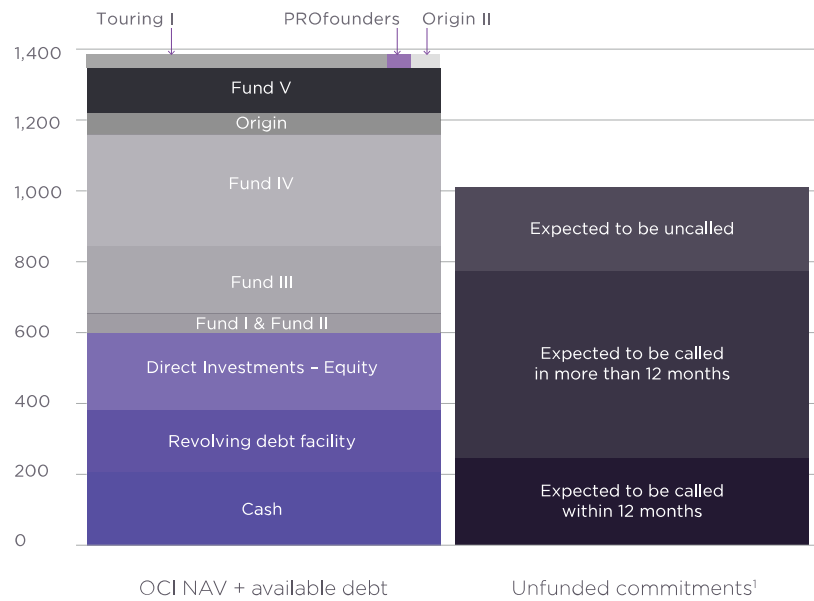 Touring I
PROfounders
Origin II
1,400
1,200
1,000
800
600
400
200
0
Fund V
Origin
Fund IV
Fund III
Fund I & Fund II
Direct Investments – Equity
Revolving debt facility
Cash
Expected to be uncalled
Expected to be called
in more than 12 months
Expected to be called
within 12 months
OCI NAV + available debt
Unfunded commitments¹